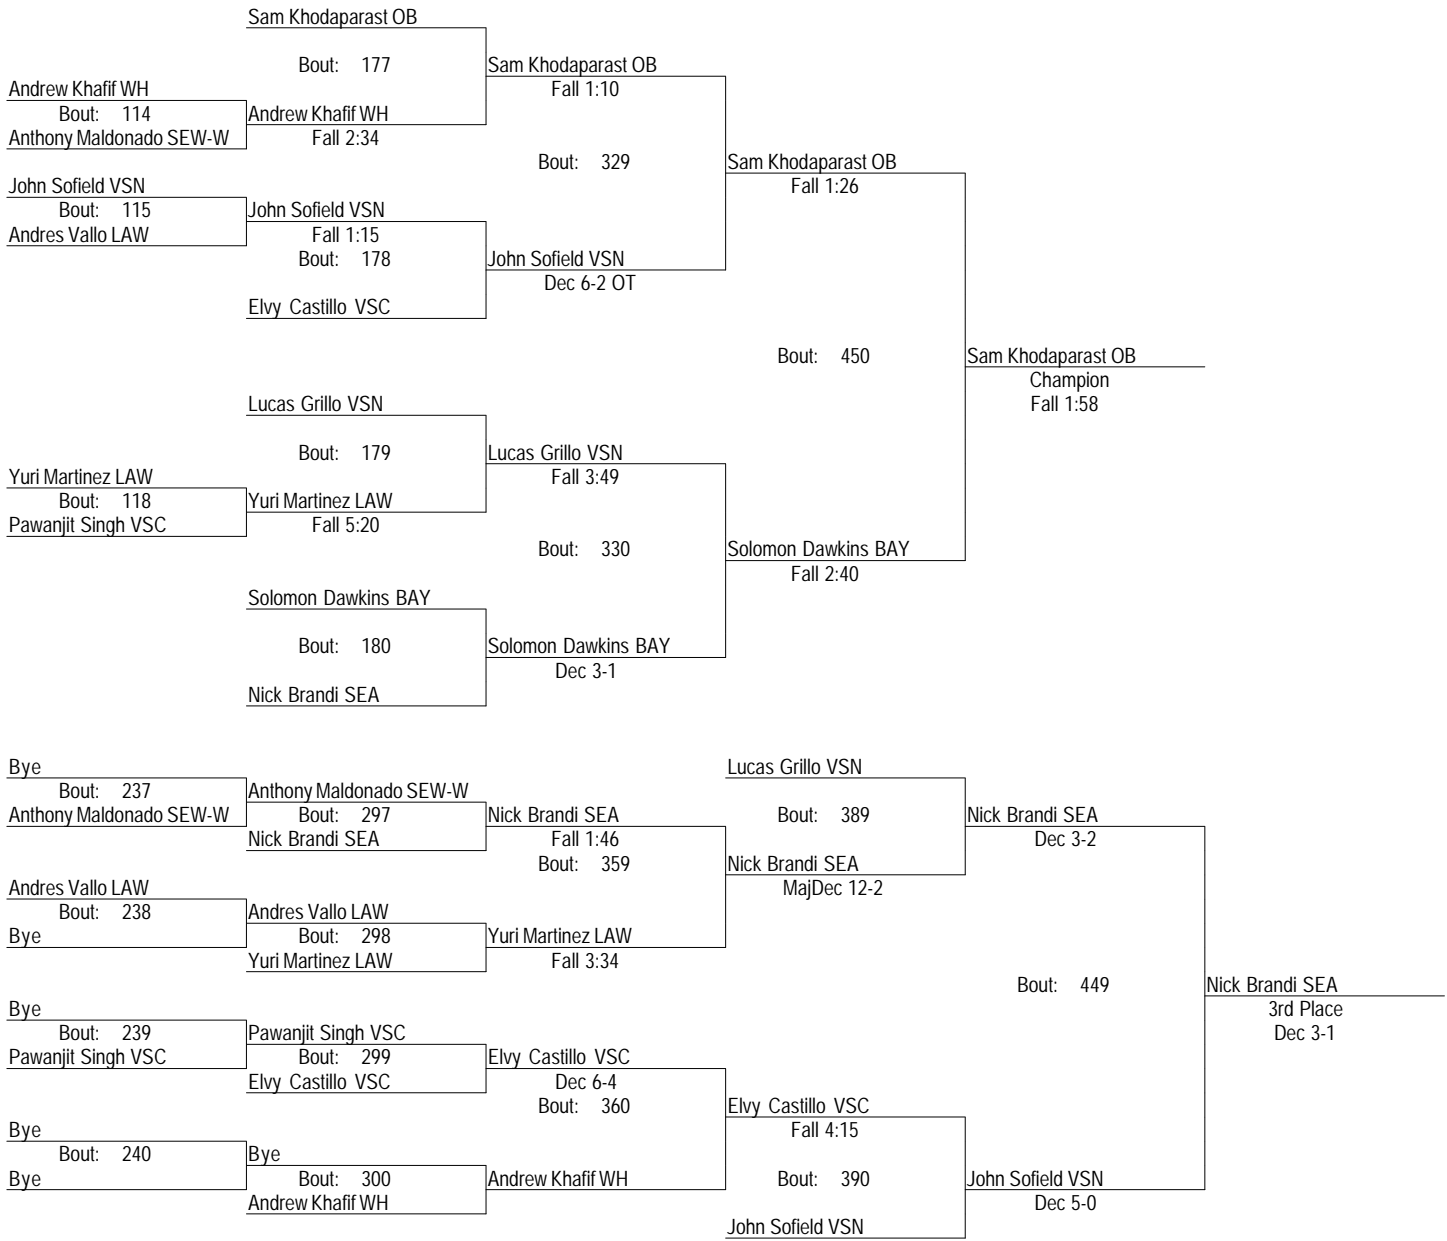 Sam Khodaparast OB
Bout: 177
Sam Khodaparast OB
Andrew Khafif WH
Fall 1:10
Bout: 114
Andrew Khafif WH
Anthony Maldonado SEW-W
Fall 2:34
Bout: 329
Sam Khodaparast OB
John Sofield VSN
Fall 1:26
Bout: 115
John Sofield VSN
Andres Vallo LAW
Fall 1:15
Bout: 178
John Sofield VSN
Dec 6-2 OT
Elvy Castillo VSC
Bout: 450
Sam Khodaparast OB
Champion
Lucas Grillo VSN
Fall 1:58
Bout: 179
Lucas Grillo VSN
Yuri Martinez LAW
Fall 3:49
Bout: 118
Yuri Martinez LAW
Pawanjit Singh VSC
Fall 5:20
Bout: 330
Solomon Dawkins BAY
Fall 2:40
Solomon Dawkins BAY
Bout: 180
Solomon Dawkins BAY
Dec 3-1
Nick Brandi SEA
Bye
Lucas Grillo VSN
Bout: 237
Anthony Maldonado SEW-W
Anthony Maldonado SEW-W
Bout: 297
Nick Brandi SEA
Bout: 389
Nick Brandi SEA
Nick Brandi SEA
Fall 1:46
Dec 3-2
Bout: 359
Nick Brandi SEA
Andres Vallo LAW
MajDec 12-2
Bout: 238
Andres Vallo LAW
Bye
Bout: 298
Yuri Martinez LAW
Yuri Martinez LAW
Fall 3:34
Bout: 449
Nick Brandi SEA
Bye
3rd Place
Bout: 239
Pawanjit Singh VSC
Dec 3-1
Pawanjit Singh VSC
Bout: 299
Elvy Castillo VSC
Elvy Castillo VSC
Dec 6-4
Bout: 360
Elvy Castillo VSC
Bye
Fall 4:15
Bout: 240
Bye
Bye
Bout: 300
Andrew Khafif WH
Bout: 390
John Sofield VSN
Andrew Khafif WH
Dec 5-0
John Sofield VSN